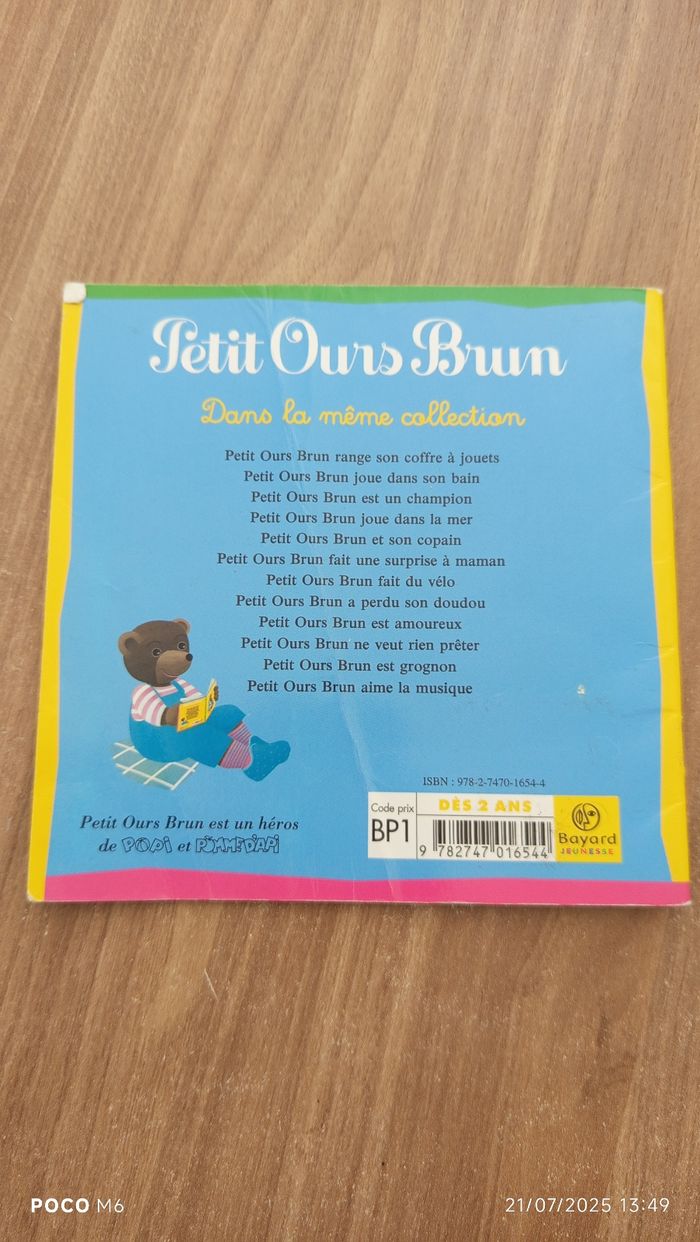 Petit Ours Brun
Dans la même collection
Petit Ours Brun range son coffre à jouets
Petit Ours Brun joue dans son bain
Petit Ours Brun est un champion
Petit Ours Brun joue dans la mer
Petit Ours Brun et son copain
Petit Ours Brun fait une surprise à maman
Petit Ours Brun fait du vélo
Petit Ours Brun a perdu son doudou
Petit Ours Brun est amoureux
Petit Ours Brun ne veut rien prêter
Petit Ours Brun est grognon
Petit Ours Brun aime la musique
Petit Ours Brun est un héros
de POPi et POMME D'API
ISBN : 978-2-7470-1654-4
Code prix
BP1
DÈS 2 ANS
9 782747 016544
Bayard
JEUNESSE
POCO M6
21/07/2025 13:49